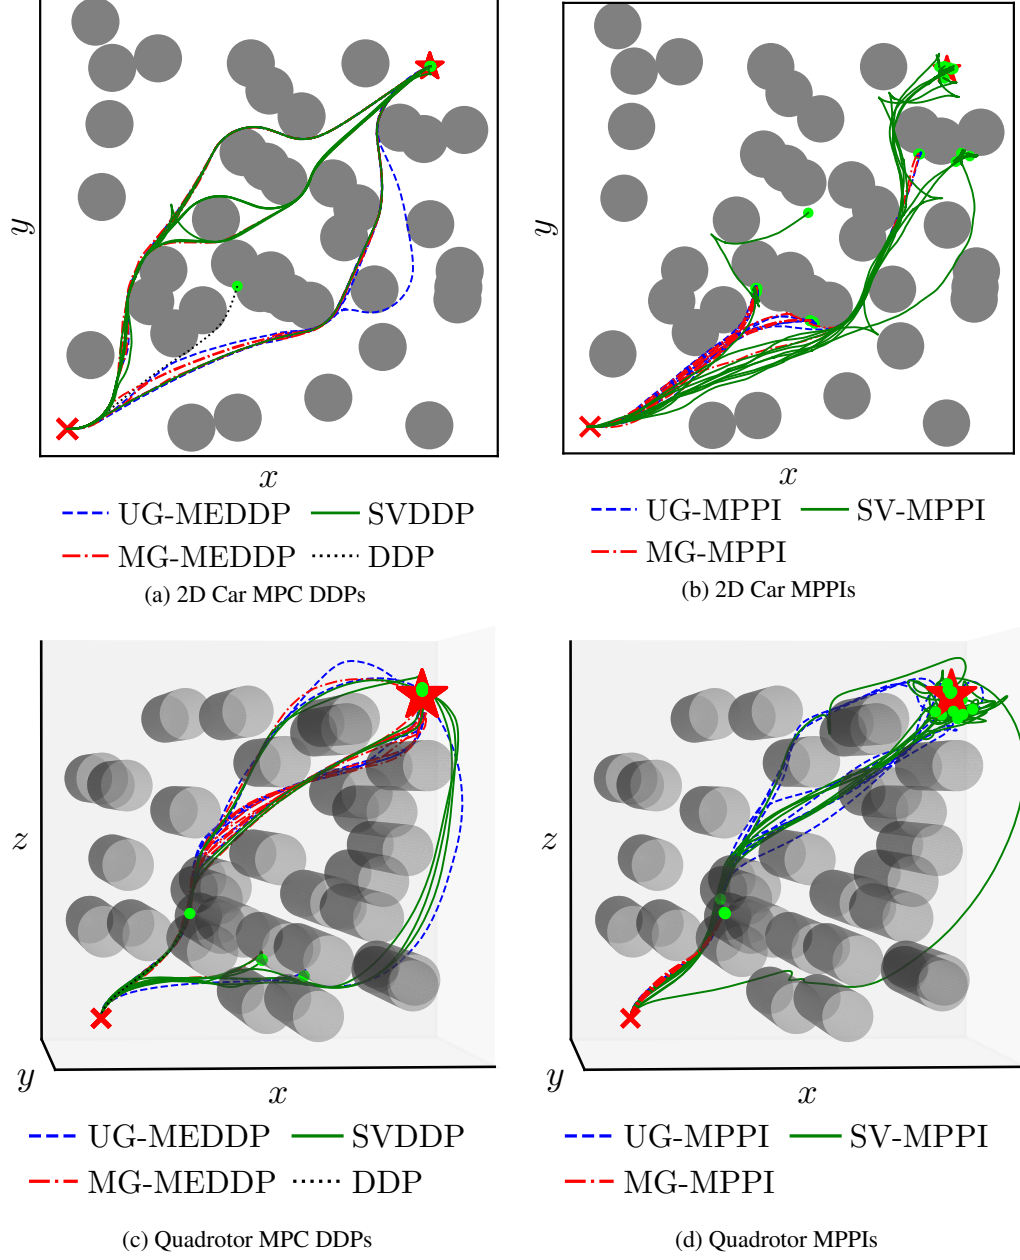 y
x
UG-MEDDP SVDDP
MG-MEDDP DDP
(a) 2D Car MPC DDPs
y
x
UG-MPPI SV-MPPI
MG-MPPI
(b) 2D Car MPPIs
z
y
x
UG-MEDDP SVDDP
MG-MEDDP DDP
(c) Quadrotor MPC DDPs
z
y
x
UG-MPPI SV-MPPI
MG-MPPI
(d) Quadrotor MPPIs